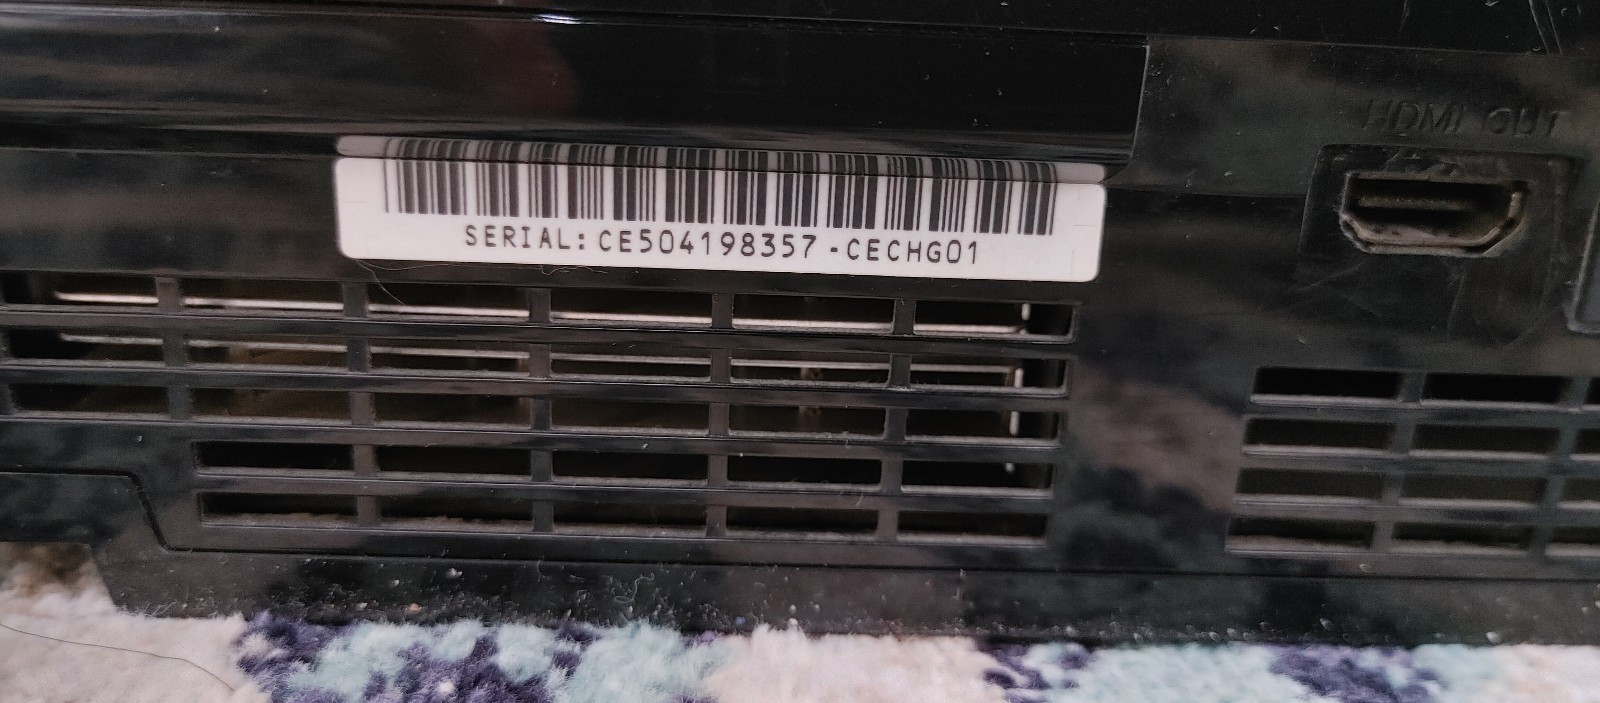 HDMI OUT
SERIAL: CE504198357-CECHG01